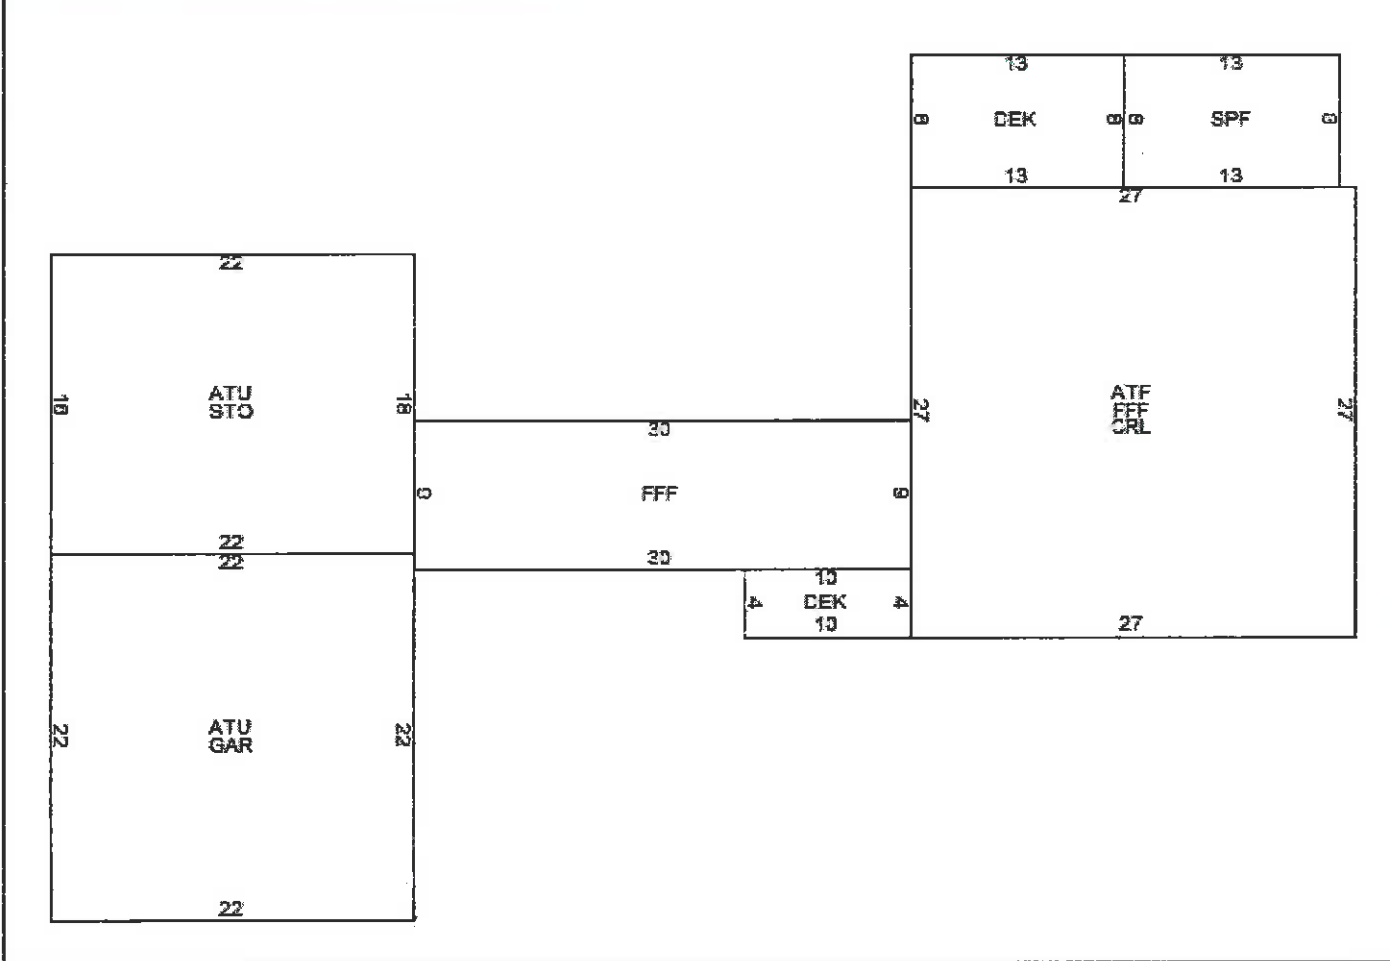 13 13
8 DEK 8 8 SPF 8
13 13
27
22
18 ATU 18 27 ATF 27
STO FFF
CRL
30
9 FFF 9
22 30
22
10
4 DEK 4
10 27
22 ATU 22
GAR
22